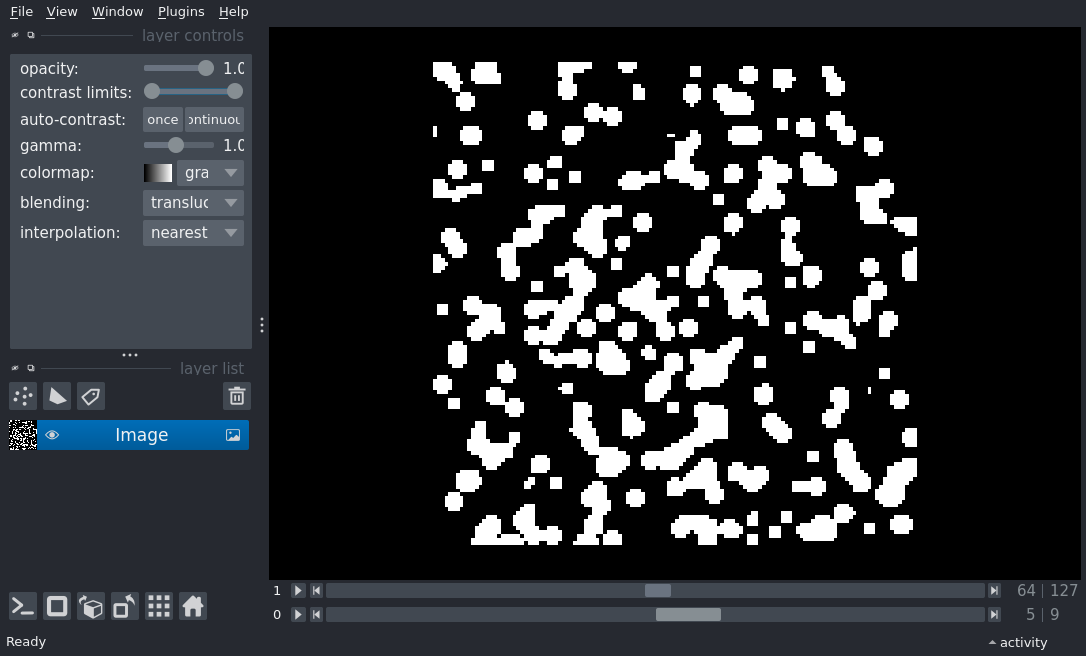 File View Window Plugins Help
layer controls
opacity: 1.0
contrast limits:
auto-contrast: once ontinuou
gamma: 1.0
colormap: gra
blending: transluc
interpolation: nearest
layer list
Image
1 64 127
0 5 9
Ready activity